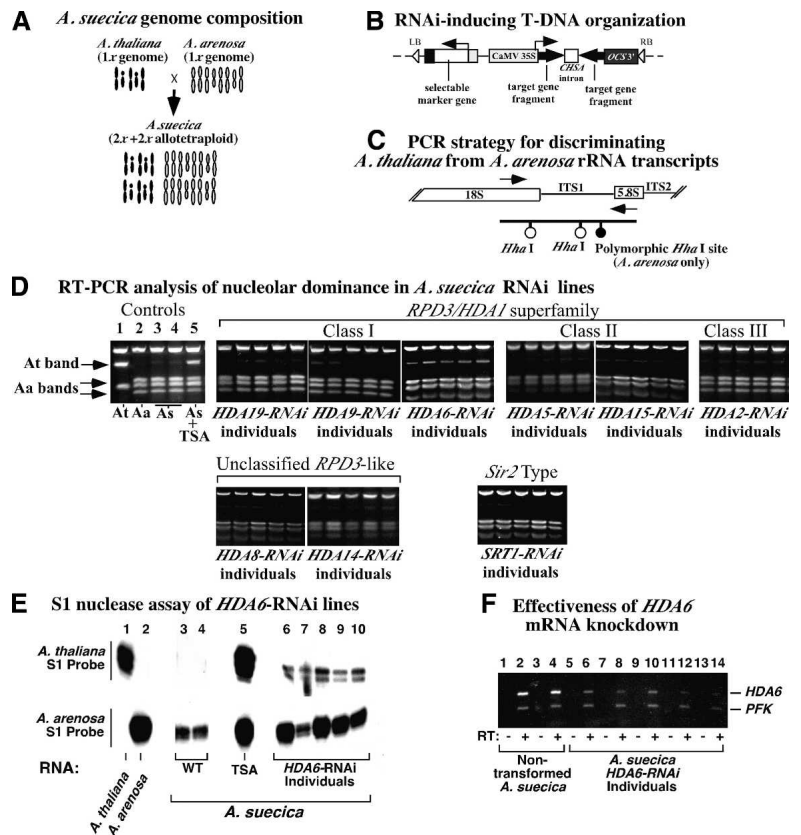 A
A. suecica genome composition
A. thaliana
(1x genome)
A. arenosa
(1x genome)
X
A.suecica
(2x + 2x allotetraploid)
B
RNAi-inducing T-DNA organization
LB
CaMV 35S
CHSA
intron
OCS 3'
RB
selectable
marker gene
target gene
fragment
target gene
fragment
C
PCR strategy for discriminating
A. thaliana from A. arenosa rRNA transcripts
18S
ITS1
5.8S
ITS2
Hha I
Hha I
Polymorphic Hha I site
(A. arenosa only)
D
RT-PCR analysis of nucleolar dominance in A. suecica RNAi lines
Controls
RPD3/HDA1 superfamily
1 2 3 4 5
Class I
Class II
Class III
At band
Aa bands
At Aa As As
+
TSA
HDA19-RNAi
individuals
HDA9-RNAi
individuals
HDA6-RNAi
individuals
HDA5-RNAi
individuals
HDA15-RNAi
individuals
HDA2-RNAi
individuals
Unclassified RPD3-like
Sir2 Type
HDA8-RNAi
individuals
HDA14-RNAi
individuals
SRT1-RNAi
individuals
E
S1 nuclease assay of HDA6-RNAi lines
1 2 3 4 5 6 7 8 9 10
A. thaliana
S1 Probe
A. arenosa
S1 Probe
RNA:
A. thaliana
A. arenosa
WT
TSA
HDA6-RNAi
Individuals
A. suecica
F
Effectiveness of HDA6
mRNA knockdown
1 2 3 4 5 6 7 8 9 10 11 12 13 14
HDA6
PFK
RT: - + - + - + - + - + - + - +
Non-
transformed
A. suecica
A. suecica
HDA6-RNAi
Individuals